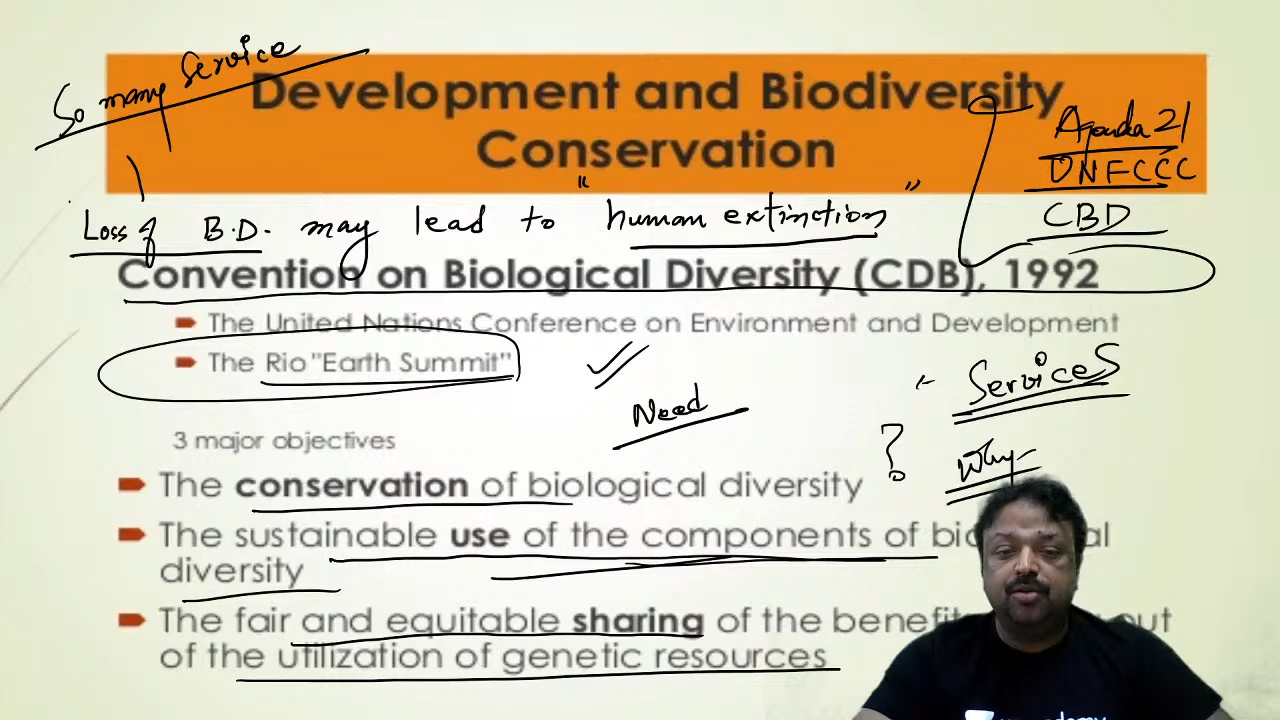 So many Service
Development and Biodiversity
Conservation
Agenda 21
UNFCCC
CBD
Loss of B.D. may lead to "human extinction"
Convention on Biological Diversity (CDB), 1992
The United Nations Conference on Environment and Development
The Rio "Earth Summit"
Services
Need
3 major objectives
? Why
The conservation of biological diversity
The sustainable use of the components of bio al
diversity
The fair and equitable sharing of the benefits out
of the utilization of genetic resources